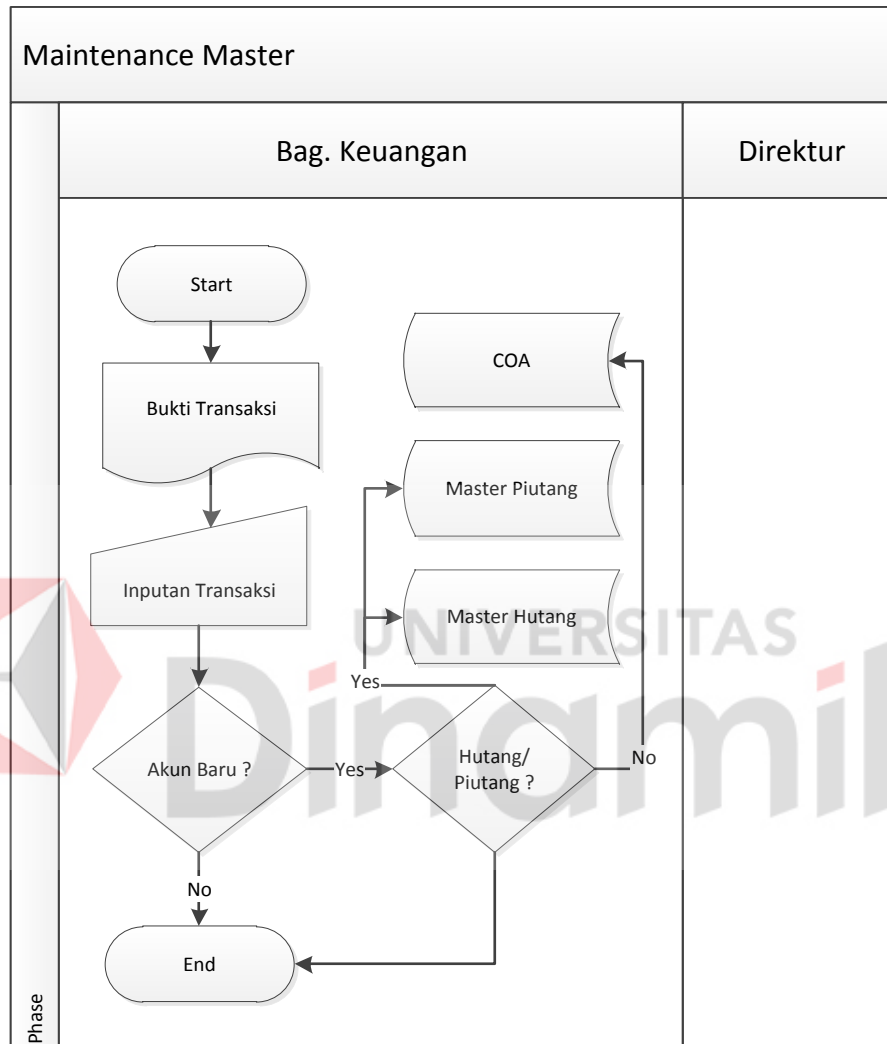 Maintenance Master
Bag. Keuangan
Direktur
Start
Bukti Transaksi
Inputan Transaksi
Akun Baru ?
Yes
No
End
COA
Master Piutang
Master Hutang
Yes
Hutang/
Piutang ?
No
Phase
UNIVERSITAS